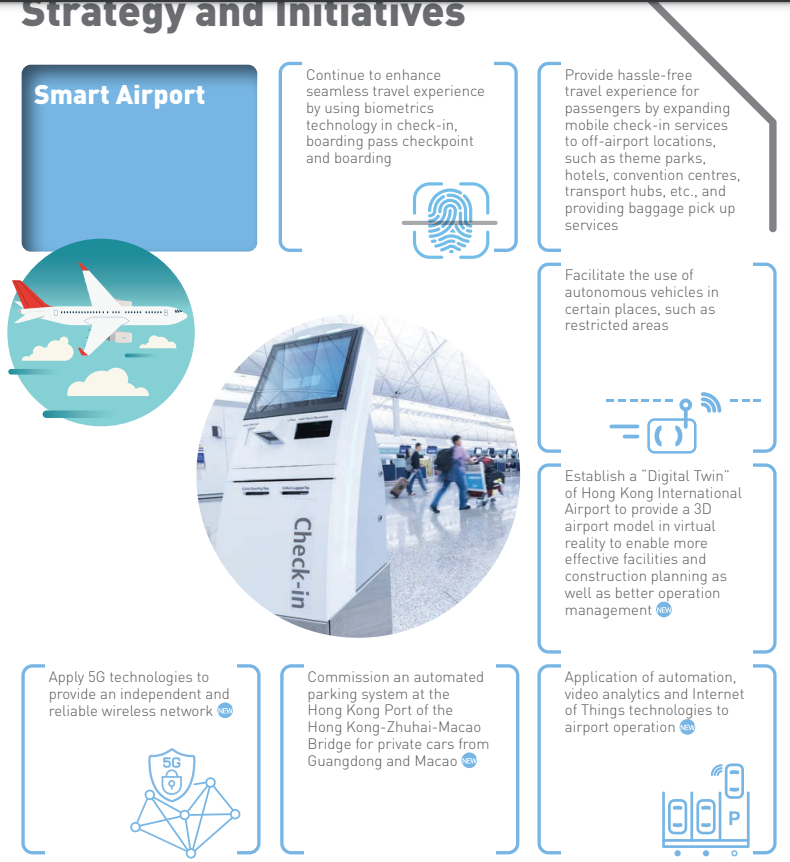 Strategy and Initiatives
Smart Airport
Continue to enhance
seamless travel experience
by using biometrics
technology in check-in,
boarding pass checkpoint
and boarding
Provide hassle-free
travel experience for
passengers by expanding
mobile check-in services
to off-airport locations,
such as theme parks,
hotels, convention centres,
transport hubs, etc., and
providing baggage pick up
services
Facilitate the use of
autonomous vehicles in
certain places, such as
restricted areas
Check-in
Establish a “Digital Twin”
of Hong Kong International
Airport to provide a 3D
airport model in virtual
reality to enable more
effective facilities and
construction planning as
well as better operation
management NEW
Apply 5G technologies to
provide an independent and
reliable wireless network NEW
5G
Commission an automated
parking system at the
Hong Kong Port of the
Hong Kong-Zhuhai-Macao
Bridge for private cars from
Guangdong and Macao NEW
Application of automation,
video analytics and Internet
of Things technologies to
airport operation NEW
P